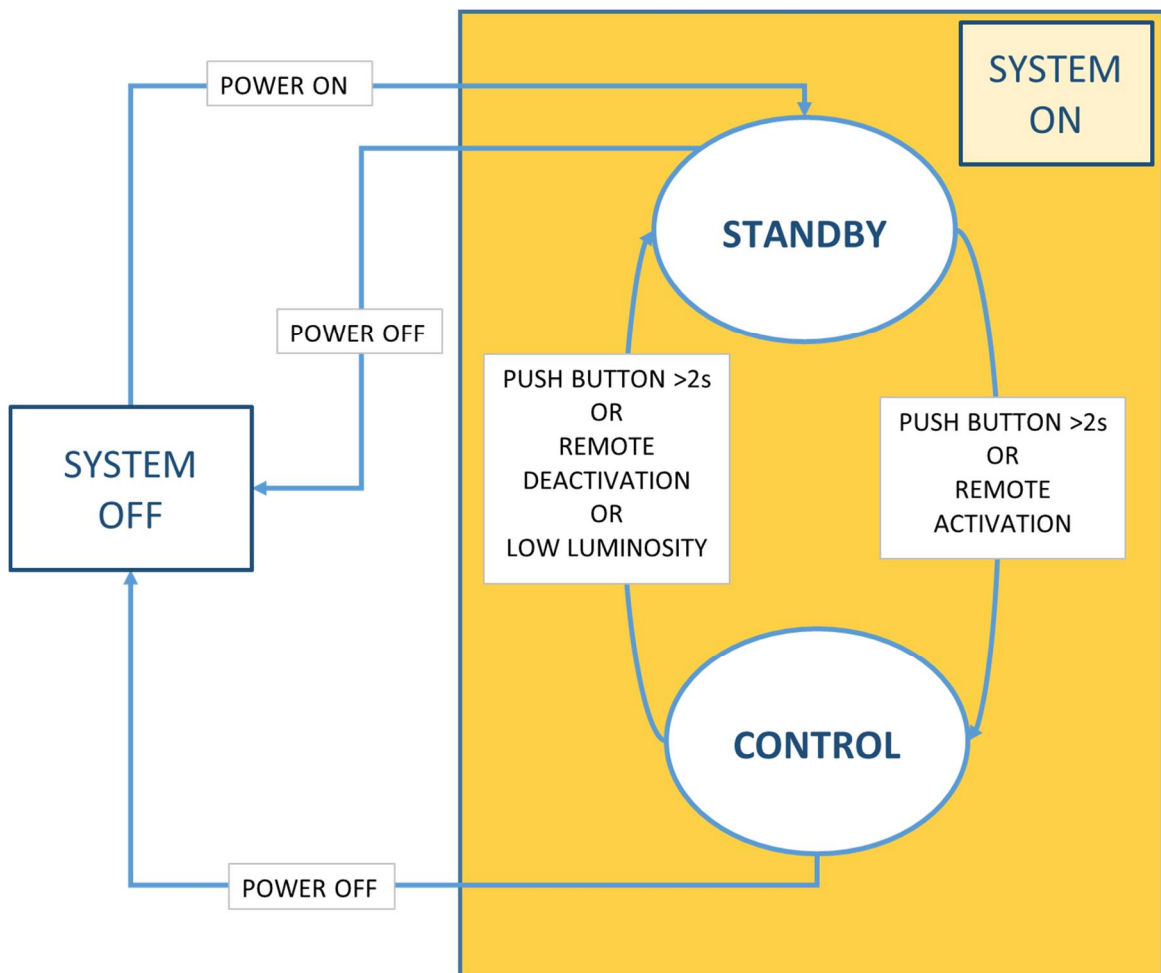 SYSTEM
ON
POWER ON
STANDBY
POWER OFF
PUSH BUTTON >2s
OR
REMOTE
DEACTIVATION
OR
LOW LUMINOSITY
PUSH BUTTON >2s
OR
REMOTE
ACTIVATION
SYSTEM
OFF
CONTROL
POWER OFF